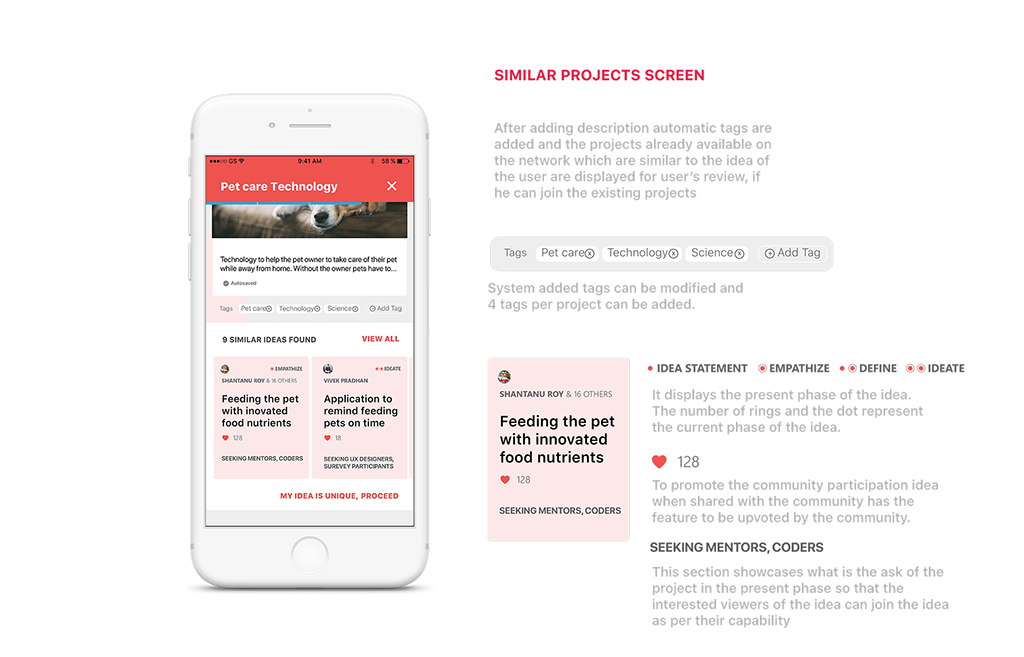 GS
9:41 AM
58 %
Pet care Technology
Technology to help the pet owner to take care of their pet
while away from home. Without the owner pets have to...
Autosaved
Tags Pet care Technology Science Add Tag
9 SIMILAR IDEAS FOUND VIEW ALL
EMPATHIZE
SHANTANU ROY & 16 OTHERS
Feeding the pet
with inovated
food nutrients
128
SEEKING MENTORS, CODERS
IDEATE
VIVEK PRADHAN
Application to
remind feeding
pets on time
18
SEEKING UX DESIGNERS,
SUREVEY PARTICIPANTS
MY IDEA IS UNIQUE, PROCEED
SIMILAR PROJECTS SCREEN
After adding description automatic tags are
added and the projects already available on
the network which are similar to the idea of
the user are displayed for user's review, if
he can join the existing projects
Tags Pet care Technology Science Add Tag
System added tags can be modified and
4 tags per project can be added.
SHANTANU ROY & 16 OTHERS
Feeding the pet
with innovated
food nutrients
128
SEEKING MENTORS, CODERS
IDEA STATEMENT EMPATHIZE DEFINE IDEATE
It displays the present phase of the idea.
The number of rings and the dot represent
the current phase of the idea.
128
To promote the community participation idea
when shared with the community has the
feature to be upvoted by the community.
SEEKING MENTORS, CODERS
This section showcases what is the ask of the
project in the present phase so that the
interested viewers of the idea can join the idea
as per their capability